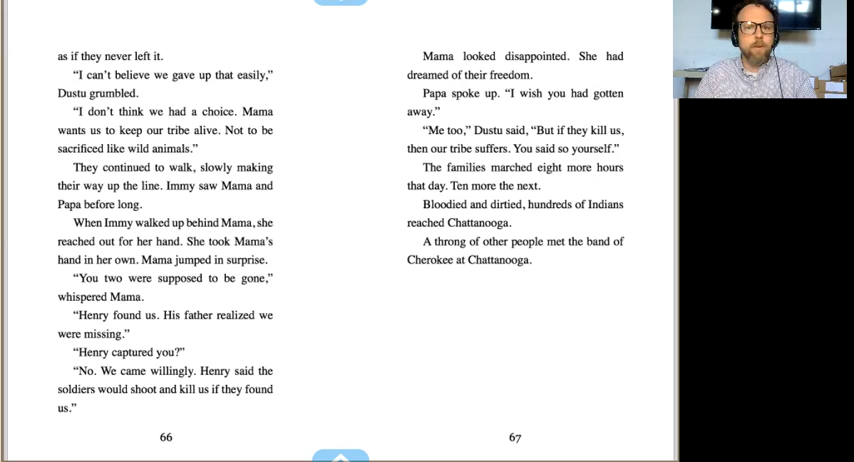 as if they never left it.
“I can’t believe we gave up that easily,”
Dustu grumbled.
“I don’t think we had a choice. Mama
wants us to keep our tribe alive. Not to be
sacrificed like wild animals.”
They continued to walk, slowly making
their way up the line. Immy saw Mama and
Papa before long.
When Immy walked up behind Mama, she
reached out for her hand. She took Mama’s
hand in her own. Mama jumped in surprise.
“You two were supposed to be gone,”
whispered Mama.
“Henry found us. His father realized we
were missing.”
“Henry captured you?”
“No. We came willingly. Henry said the
soldiers would shoot and kill us if they found
us.”
66
Mama looked disappointed. She had
dreamed of their freedom.
Papa spoke up. “I wish you had gotten
away.”
“Me too,” Dustu said, “But if they kill us,
then our tribe suffers. You said so yourself.”
The families marched eight more hours
that day. Ten more the next.
Bloodied and dirtied, hundreds of Indians
reached Chattanooga.
A throng of other people met the band of
Cherokee at Chattanooga.
67